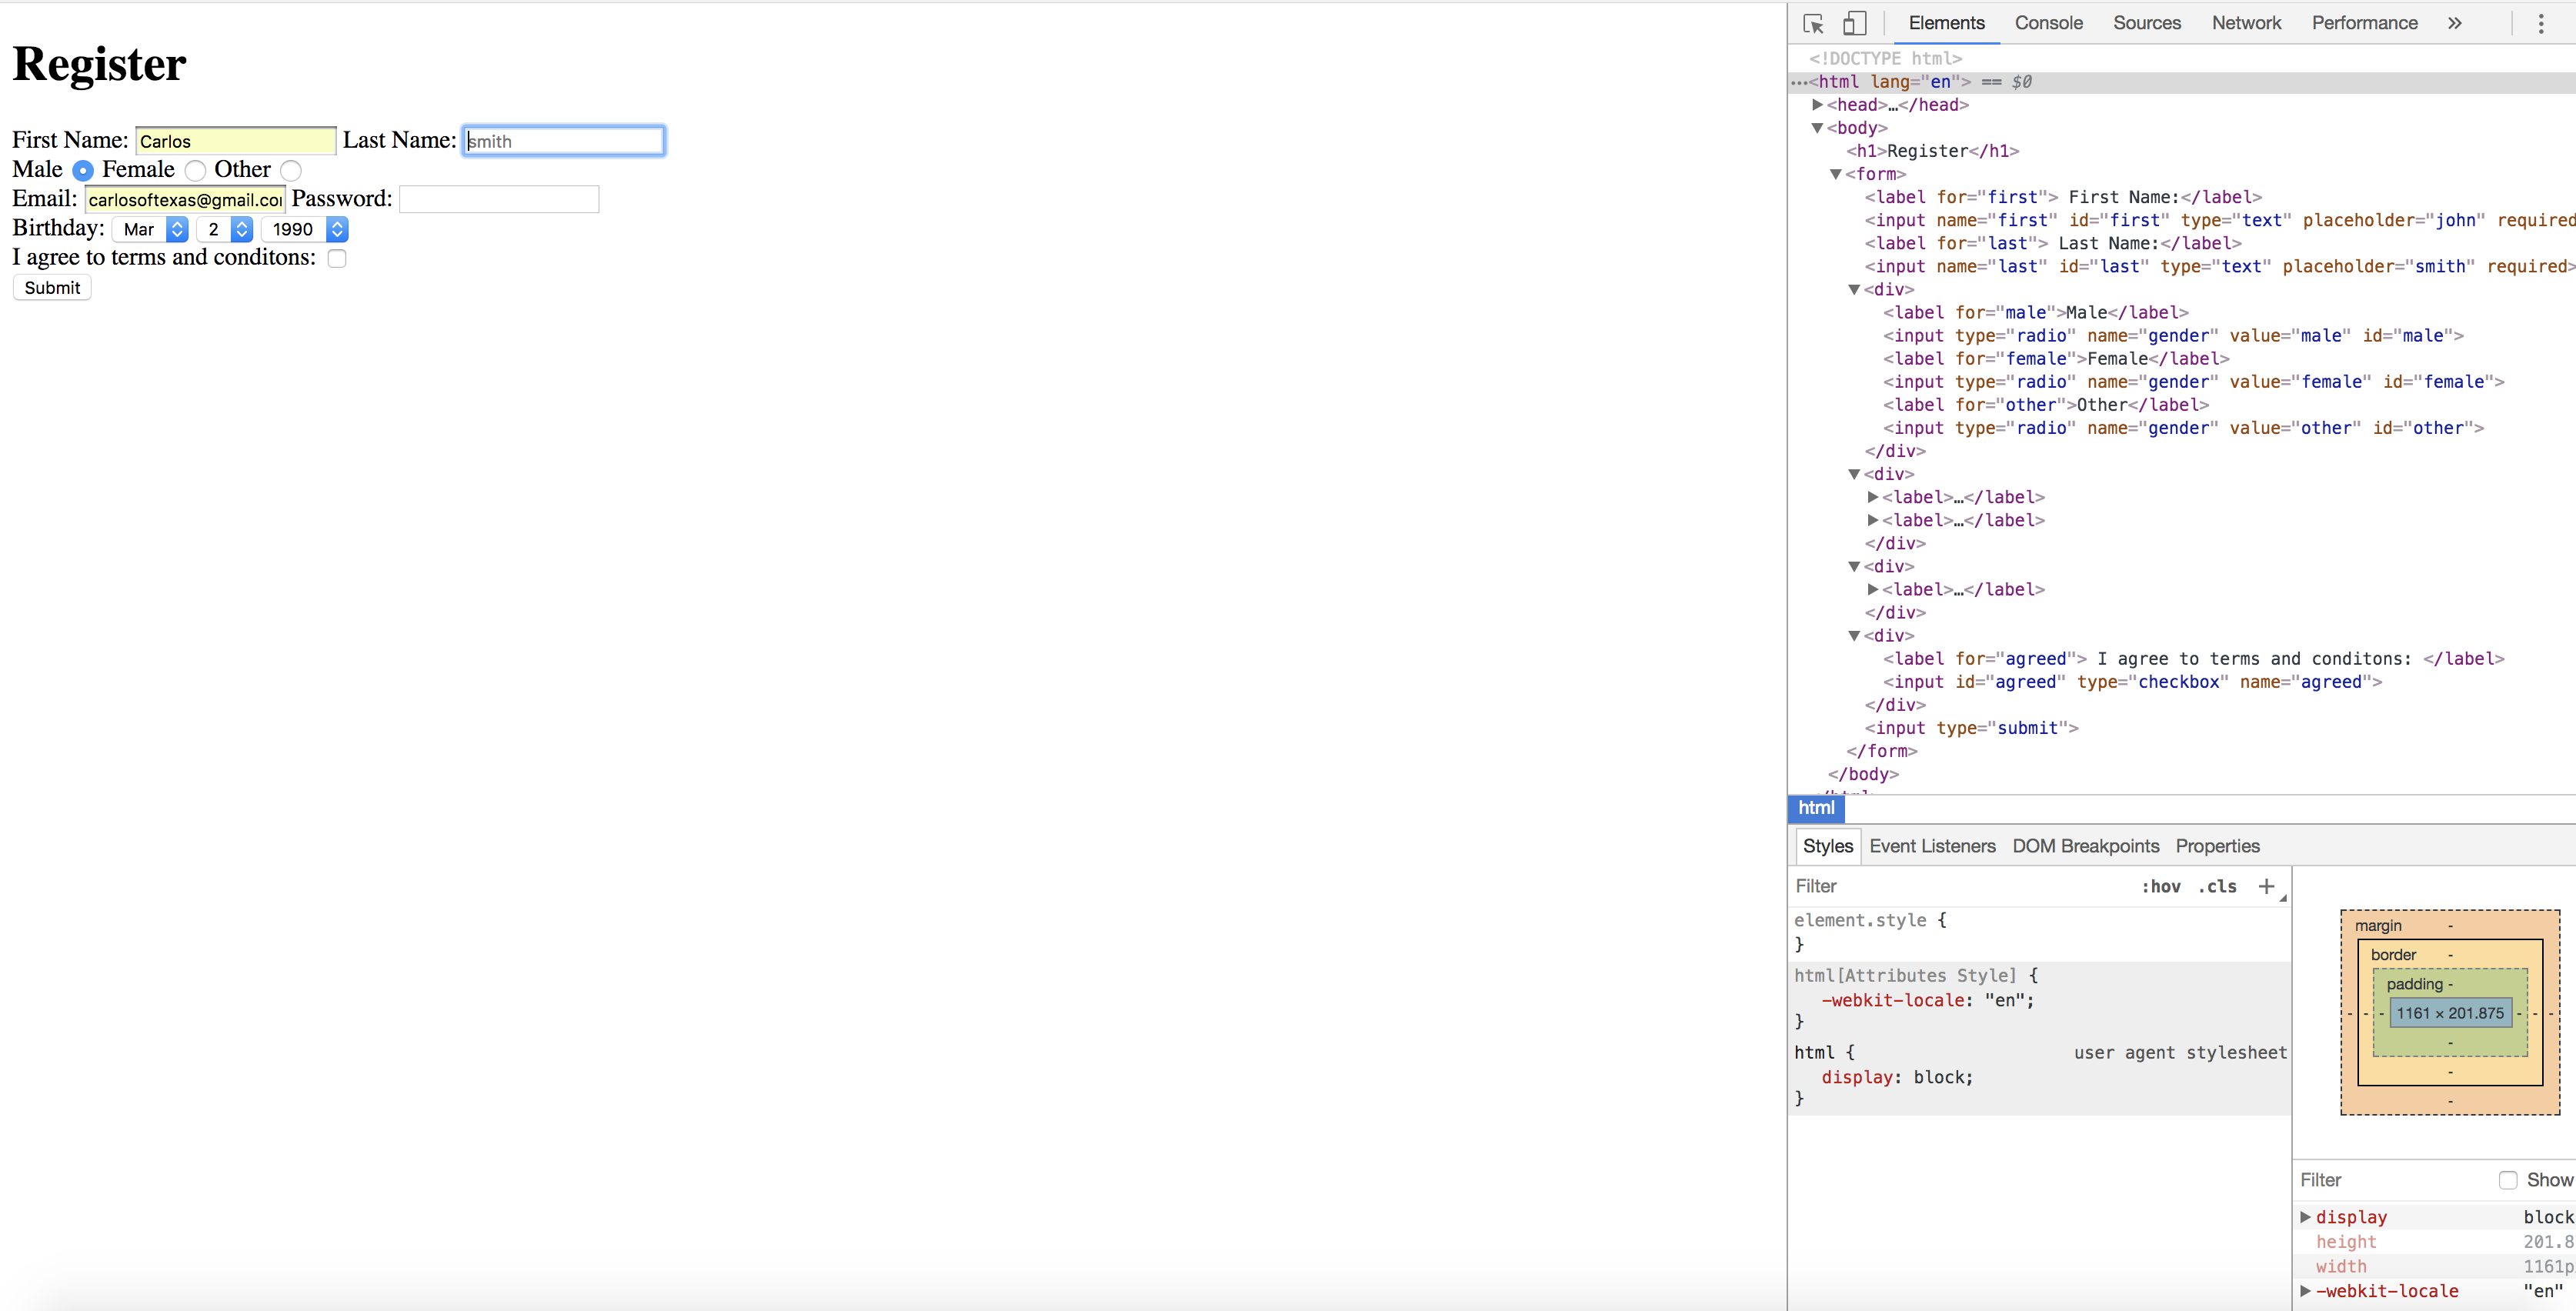 Register
First Name: Carlos Last Name: smith
Male Female Other
Email: carlosoftexas@gmail.co Password:
Birthday: Mar 2 1990
I agree to terms and conditons:
Submit
Elements Console Sources Network Performance »
<!DOCTYPE html>
…<html lang="en"> == $0
▶<head>…</head>
▼<body>
<h1>Register</h1>
▼<form>
<label for="first"> First Name:</label>
<input name="first" id="first" type="text" placeholder="john" required
<label for="last"> Last Name:</label>
<input name="last" id="last" type="text" placeholder="smith" required>
▼<div>
<label for="male">Male</label>
<input type="radio" name="gender" value="male" id="male">
<label for="female">Female</label>
<input type="radio" name="gender" value="female" id="female">
<label for="other">Other</label>
<input type="radio" name="gender" value="other" id="other">
</div>
▼<div>
▶<label>…</label>
▶<label>…</label>
</div>
▼<div>
▶<label>…</label>
</div>
▼<div>
<label for="agreed"> I agree to terms and conditons: </label>
<input id="agreed" type="checkbox" name="agreed">
</div>
<input type="submit">
</form>
</body>
html
Styles Event Listeners DOM Breakpoints Properties
Filter :hov .cls +
element.style {
}
html[Attributes Style] {
-webkit-locale: "en";
}
html { user agent stylesheet
display: block;
}
margin -
border -
padding -
- - - 1161 × 201.875 - - -
-
-
-
Filter Show
▶display block
height 201.8
width 1161p
▶-webkit-locale "en"